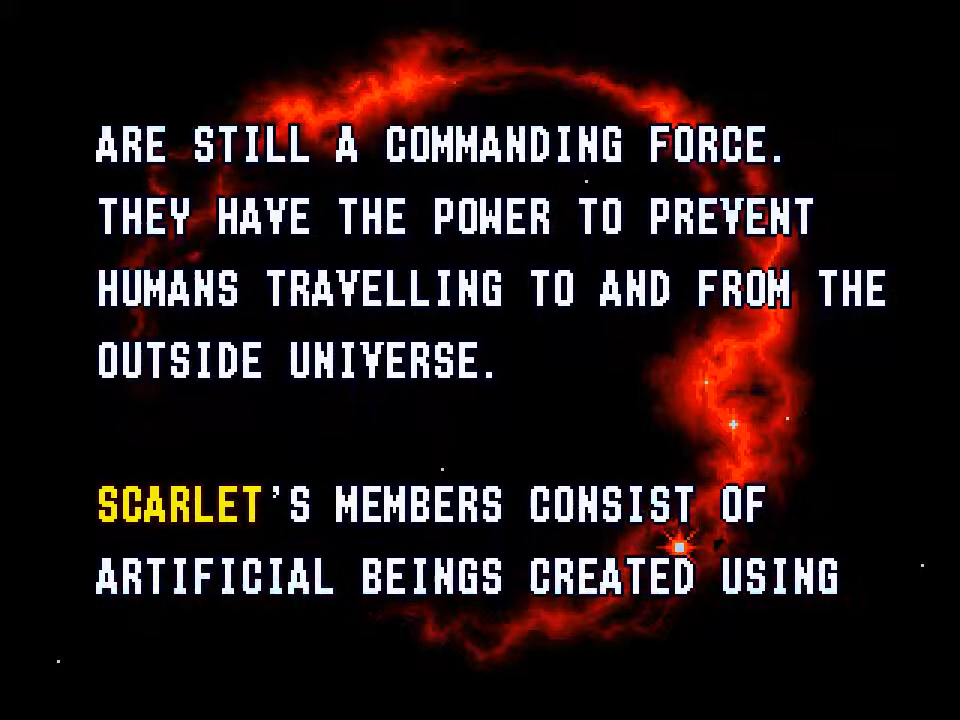 ARE STILL A COMMANDING FORCE.
THEY HAVE THE POWER TO PREVENT
HUMANS TRAVELLING TO AND FROM THE
OUTSIDE UNIVERSE.
SCARLET'S MEMBERS CONSIST OF
ARTIFICIAL BEINGS CREATED USING